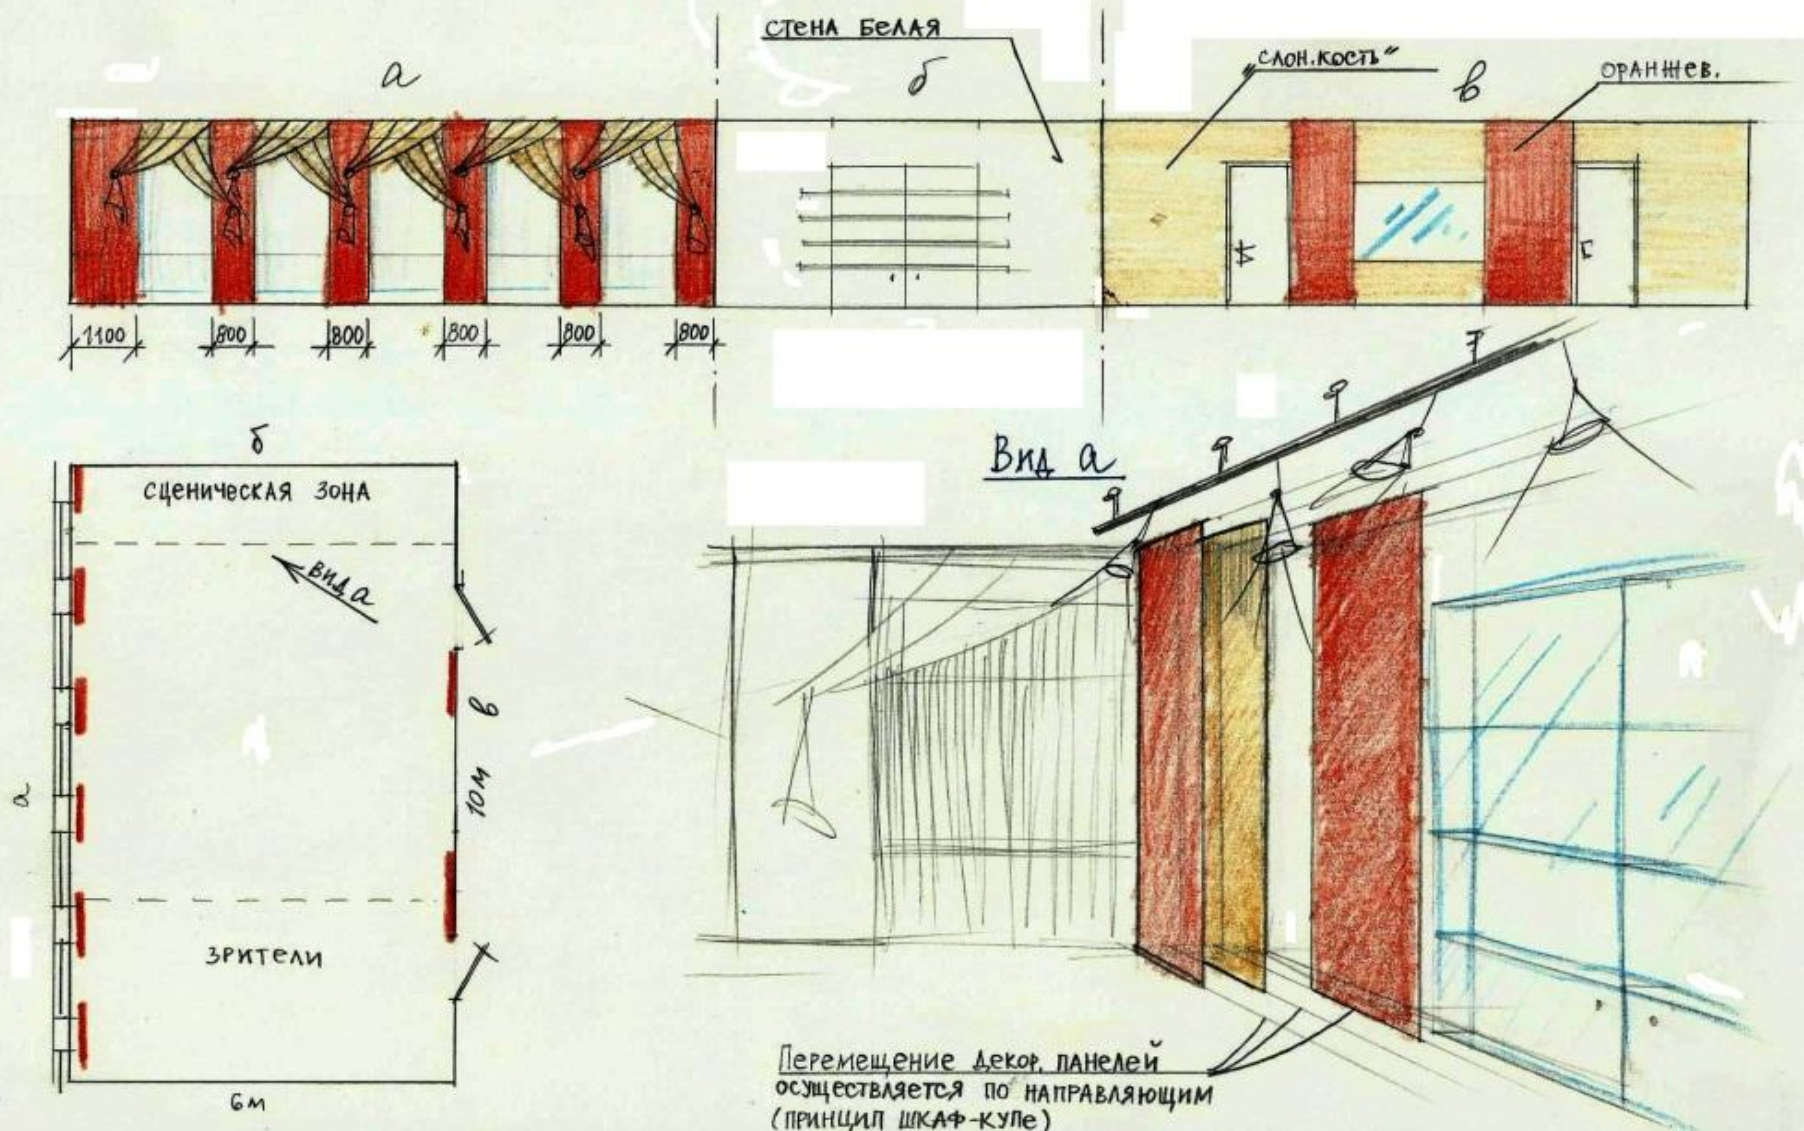 СТЕНА БЕЛАЯ
а
б
"СЛОН.КОСТЬ"
в
ОРАНЖЕВ.
1100
800
800
800
800
800
б
СЦЕНИЧЕСКАЯ ЗОНА
ВИД а
а
в
10м
ЗРИТЕЛИ
6м
Вид а
Перемещение декор. панелей
осуществляется по направляющим
(принцип шкаф-купе)